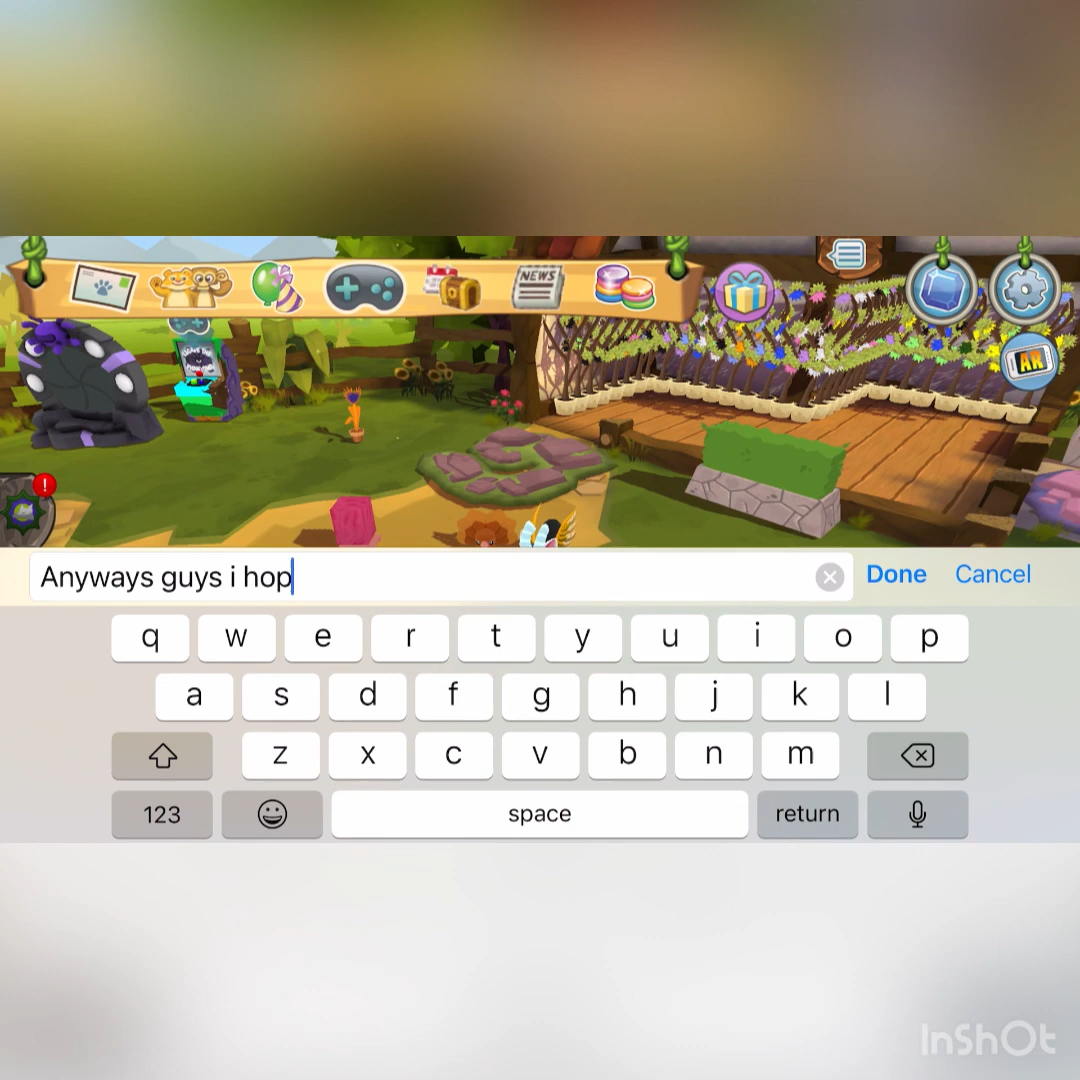 NEWS
AR
!
Anyways guys i hop
Done
Cancel
q w e r t y u i o p
a s d f g h j k l
z x c v b n m
123
space
return
InShOt